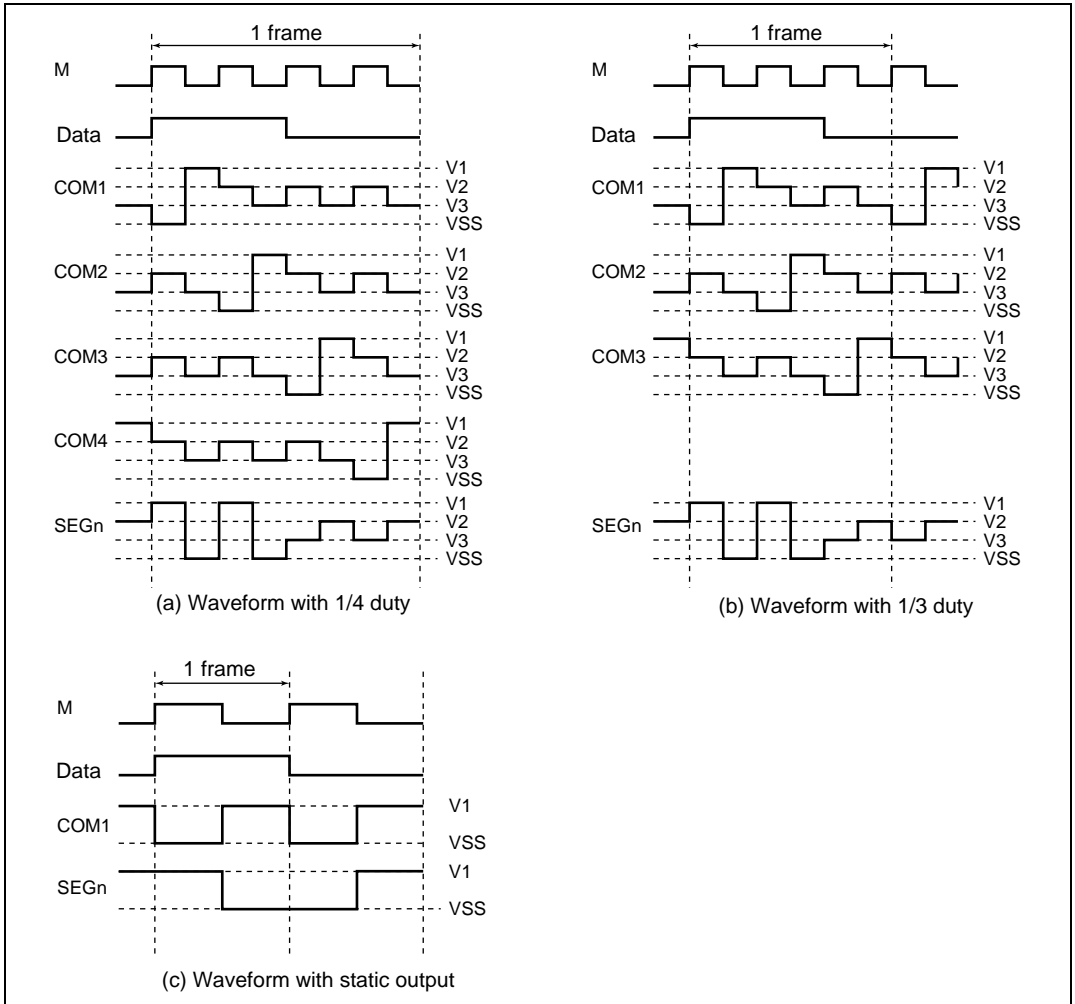 1 frame
M
Data
COM1
V1
V2
V3
VSS
COM2
V1
V2
V3
VSS
COM3
V1
V2
V3
VSS
COM4
V1
V2
V3
VSS
SEGn
V1
V2
V3
VSS
(a) Waveform with 1/4 duty
1 frame
M
Data
COM1
V1
V2
V3
VSS
COM2
V1
V2
V3
VSS
COM3
V1
V2
V3
VSS
SEGn
V1
V2
V3
VSS
(b) Waveform with 1/3 duty
1 frame
M
Data
COM1
V1
VSS
SEGn
V1
VSS
(c) Waveform with static output